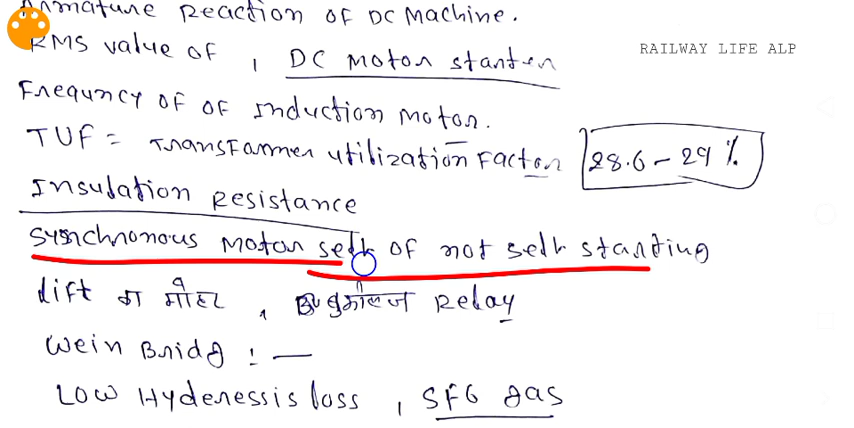 Armature Reaction of DC Machine.
RMS value of , DC Motor starter
RAILWAY LIFE ALP
Frequncy of of Induction Motor.
TUF = Transformer utilization Factor 28.6 - 29 %
Insulation Resistance
Synchronous Motor self of not self starting
Lift का मोटर , Relay
Wein Bridg : —
Low Hyderessis loss , SF6 gas